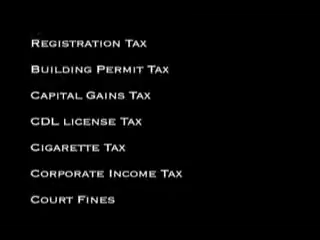 Registration Tax
Building Permit Tax
Capital Gains Tax
CDL license Tax
Cigarette Tax
Corporate Income Tax
Court Fines